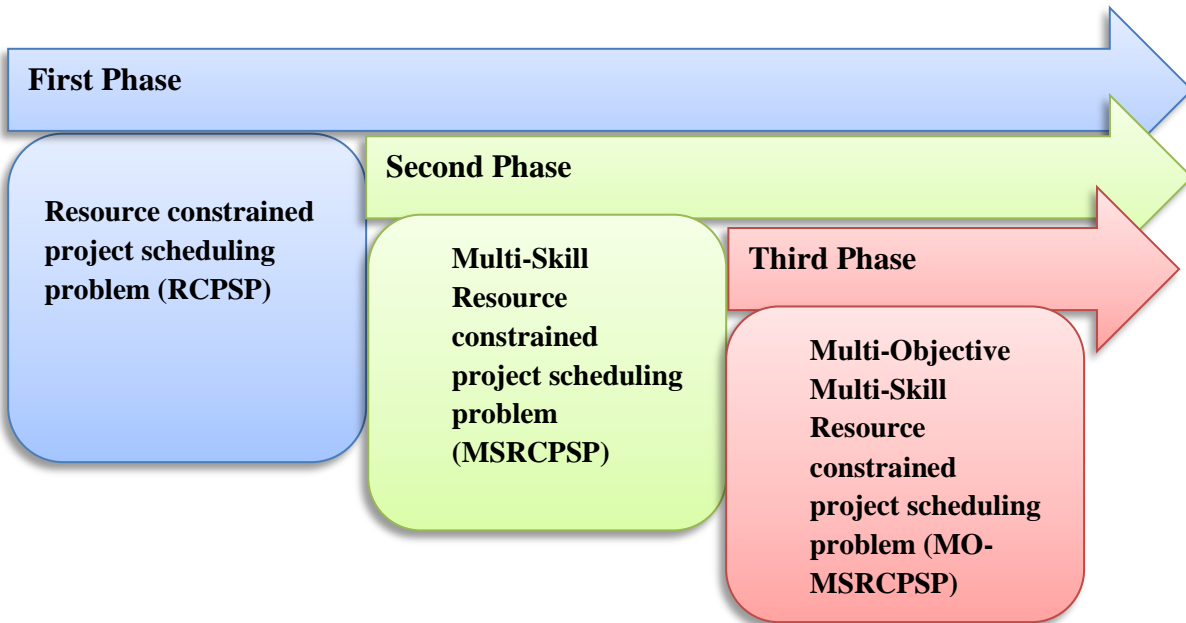 First Phase
Resource constrained
project scheduling
problem (RCPSP)
Second Phase
Multi-Skill
Resource
constrained
project scheduling
problem
(MSRCPSP)
Third Phase
Multi-Objective
Multi-Skill
Resource
constrained
project scheduling
problem (MO-
MSRCPSP)